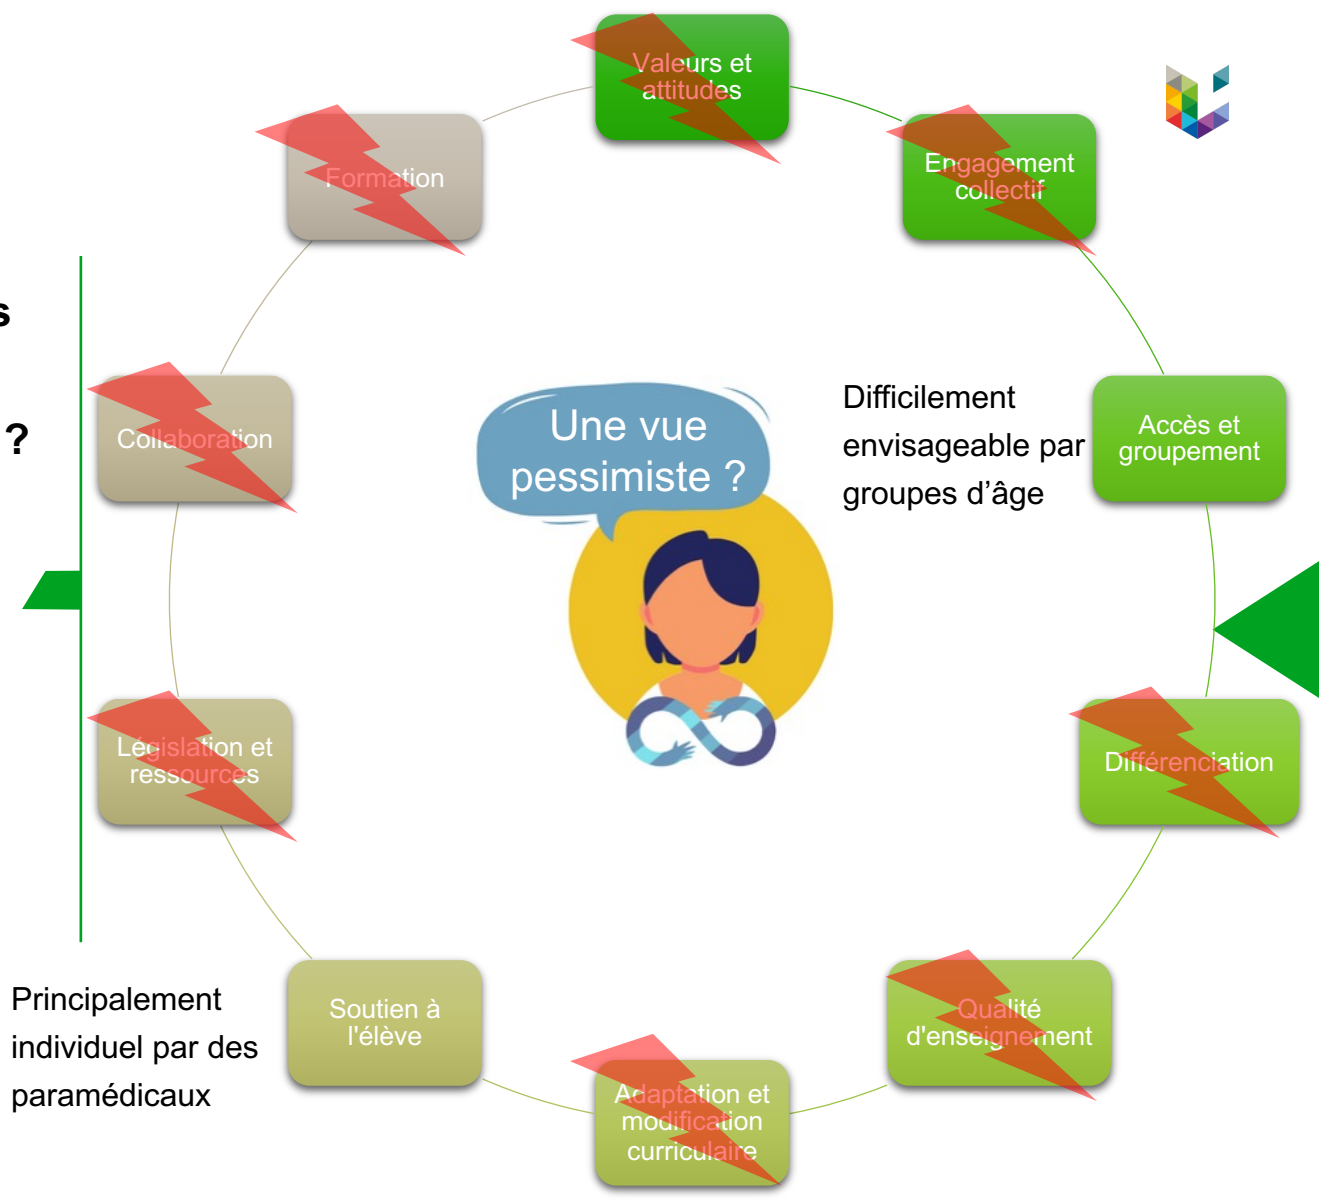 Valeurs et
attitudes
Engagement
collectif
Formation
s
?
Collaboration
Une vue
pessimiste ?
Difficilement
envisageable par
groupes d’âge
Accès et
groupement
Législation et
ressources
Différenciation
Principalement
individuel par des
paramédicaux
Soutien à
l'élève
Qualité
d'enseignement
Adaptation et
modification
curriculaire